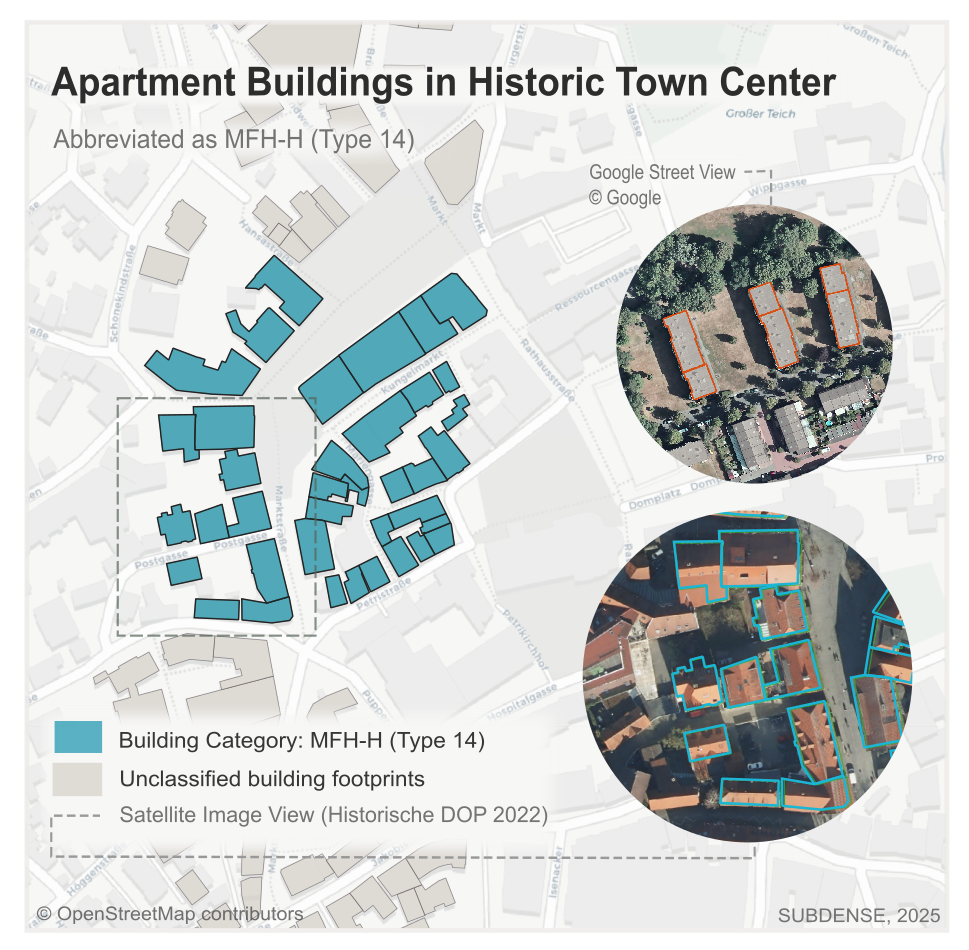 Großen Teich
Apartment Buildings in Historic Town Center
Großer Teich
Abbreviated as MFH-H (Type 14)
Google Street View
© Google
Wippgasse
Markt
Markt
Hansastraße
Schonekindstraße
Ressourcengasse
Rathausstraße
Kungelmarkt
Marktstraße
Domplatz
Postgasse
Postgasse
Petristraße
Petrikirchhof
Hospitalgasse
Building Category: MFH-H (Type 14)
Unclassified building footprints
Satellite Image View (Historische DOP 2022)
© OpenStreetMap contributors
SUBDENSE, 2025